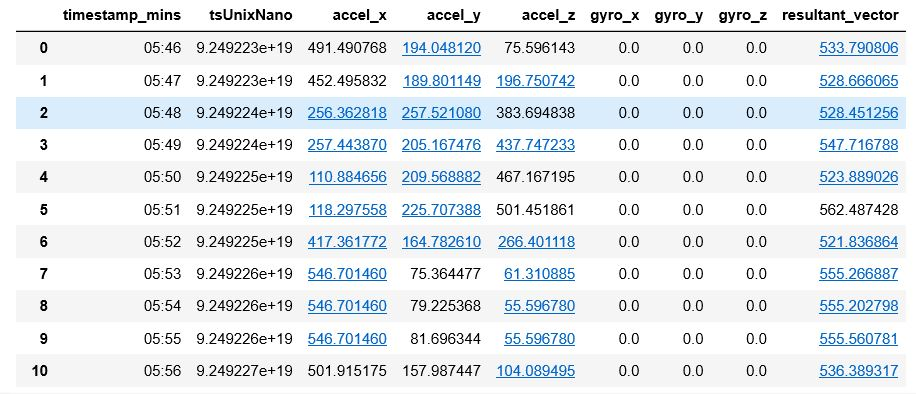 timestamp_mins tsUnixNano accel_x accel_y accel_z gyro_x gyro_y gyro_z resultant_vector
0 05:46 9.249223e+19 491.490768 194.048120 75.596143 0.0 0.0 0.0 533.790806
1 05:47 9.249223e+19 452.495832 189.801149 196.750742 0.0 0.0 0.0 528.666065
2 05:48 9.249224e+19 256.362818 257.521080 383.694838 0.0 0.0 0.0 528.451256
3 05:49 9.249224e+19 257.443870 205.167476 437.747233 0.0 0.0 0.0 547.716788
4 05:50 9.249225e+19 110.884656 209.568882 467.167195 0.0 0.0 0.0 523.889026
5 05:51 9.249225e+19 118.297558 225.707388 501.451861 0.0 0.0 0.0 562.487428
6 05:52 9.249225e+19 417.361772 164.782610 266.401118 0.0 0.0 0.0 521.836864
7 05:53 9.249226e+19 546.701460 75.364477 61.310885 0.0 0.0 0.0 555.266887
8 05:54 9.249226e+19 546.701460 79.225368 55.596780 0.0 0.0 0.0 555.202798
9 05:55 9.249226e+19 546.701460 81.696344 55.596780 0.0 0.0 0.0 555.560781
10 05:56 9.249227e+19 501.915175 157.987447 104.089495 0.0 0.0 0.0 536.389317